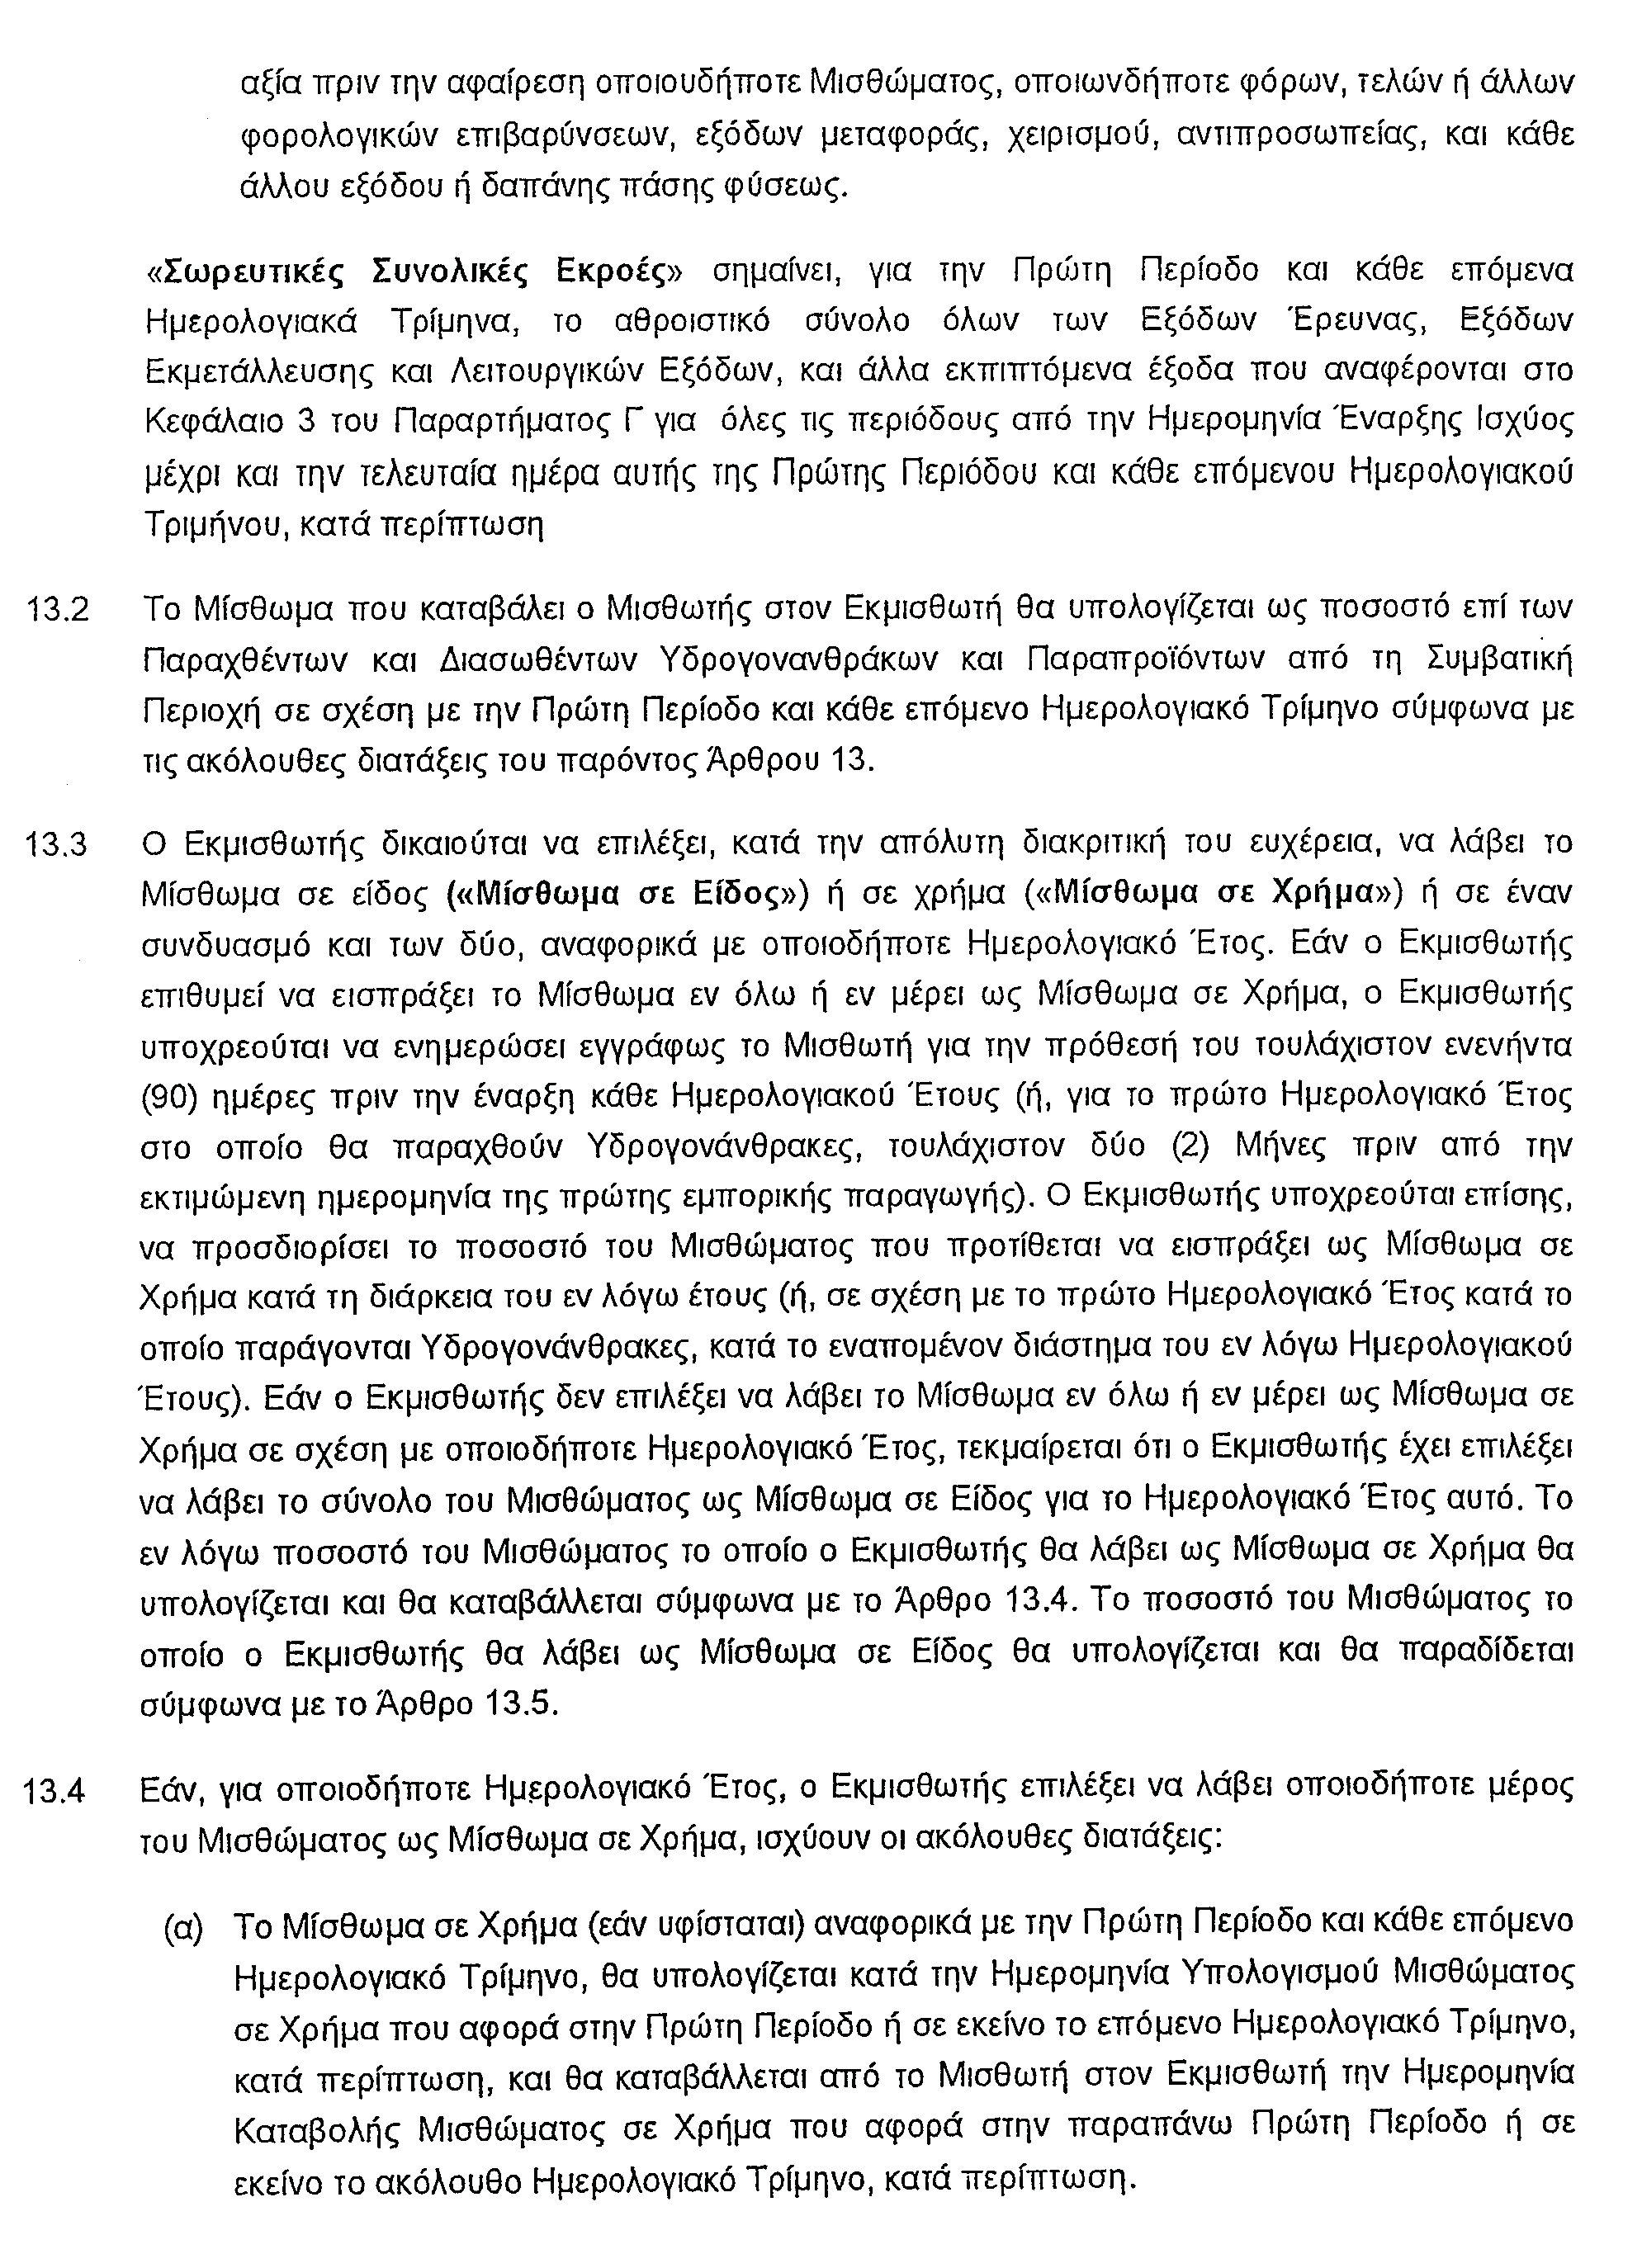 αξία πριν την αφαίρεση οποιουδήποτε Μισθώματος, οποιωνδήποτε φόρων, τελών ή άλλων
φορολογικών επιβαρύνσεων, εξόδων μεταφοράς, χειρισμού, αντιπροσωπείας, και κάθε
άλλου εξόδου ή δαπάνης πάσης φύσεως.
«Σωρευτικές Συνολικές Εκροές» σημαίνει, για την Πρώτη Περίοδο και κάθε επόμενα
Ημερολογιακά Τρίμηνα, το αθροιστικό σύνολο όλων των Εξόδων Έρευνας, Εξόδων
Εκμετάλλευσης και Λειτουργικών Εξόδων, και άλλα εκπιπτόμενα έξοδα που αναφέρονται στο
Κεφάλαιο 3 του Παραρτήματος Γ για όλες τις περιόδους από την Ημερομηνία Έναρξης Ισχύος
μέχρι και την τελευταία ημέρα αυτής της Πρώτης Περιόδου και κάθε επόμενου Ημερολογιακού
Τριμήνου, κατά περίπτωση
13.2 Το Μίσθωμα που καταβάλει ο Μισθωτής στον Εκμισθωτή θα υπολογίζεται ως ποσοστό επί των
Παραχθέντων και Διασωθέντων Υδρογονανθράκων και Παραπροϊόντων από τη Συμβατική
Περιοχή σε σχέση με την Πρώτη Περίοδο και κάθε επόμενο Ημερολογιακό Τρίμηνο σύμφωνα με
τις ακόλουθες διατάξεις του παρόντος Άρθρου 13.
13.3 Ο Εκμισθωτής δικαιούται να επιλέξει, κατά την απόλυτη διακριτική του ευχέρεια, να λάβει το
Μίσθωμα σε είδος («Μίσθωμα σε Είδος») ή σε χρήμα («Μίσθωμα σε Χρήμα») ή σε έναν
συνδυασμό και των δύο, αναφορικά με οποιοδήποτε Ημερολογιακό Έτος. Εάν ο Εκμισθωτής
επιθυμεί να εισπράξει το Μίσθωμα εν όλω ή εν μέρει ως Μίσθωμα σε Χρήμα, ο Εκμισθωτής
υποχρεούται να ενημερώσει εγγράφως το Μισθωτή για την πρόθεσή του τουλάχιστον ενενήντα
(90) ημέρες πριν την έναρξη κάθε Ημερολογιακού Έτους (ή, για το πρώτο Ημερολογιακό Έτος
στο οποίο θα παραχθούν Υδρογονάνθρακες, τουλάχιστον δύο (2) Μήνες πριν από την
εκτιμώμενη ημερομηνία της πρώτης εμπορικής παραγωγής). Ο Εκμισθωτής υποχρεούται επίσης,
να προσδιορίσει το ποσοστό του Μισθώματος που προτίθεται να εισπράξει ως Μίσθωμα σε
Χρήμα κατά τη διάρκεια του εν λόγω έτους (ή, σε σχέση με το πρώτο Ημερολογιακό Έτος κατά το
οποίο παράγονται Υδρογονάνθρακες, κατά το εναπομένον διάστημα του εν λόγω Ημερολογιακού
Έτους). Εάν ο Εκμισθωτής δεν επιλέξει να λάβει το Μίσθωμα εν όλω ή εν μέρει ως Μίσθωμα σε
Χρήμα σε σχέση με οποιοδήποτε Ημερολογιακό Έτος, τεκμαίρεται ότι ο Εκμισθωτής έχει επιλέξει
να λάβει το σύνολο του Μισθώματος ως Μίσθωμα σε Είδος για το Ημερολογιακό Έτος αυτό. Το
εν λόγω ποσοστό του Μισθώματος το οποίο ο Εκμισθωτής θα λάβει ως Μίσθωμα σε Χρήμα θα
υπολογίζεται και θα καταβάλλεται σύμφωνα με το Άρθρο 13.4. Το ποσοστό του Μισθώματος το
οποίο ο Εκμισθωτής θα λάβει ως Μίσθωμα σε Είδος θα υπολογίζεται και θα παραδίδεται
σύμφωνα με το Άρθρο 13.5.
13.4 Εάν, για οποιοδήποτε Ημερολογιακό Έτος, ο Εκμισθωτής επιλέξει να λάβει οποιοδήποτε μέρος
του Μισθώματος ως Μίσθωμα σε Χρήμα, ισχύουν οι ακόλουθες διατάξεις:
(α) Το Μίσθωμα σε Χρήμα (εάν υφίσταται) αναφορικά με την Πρώτη Περίοδο και κάθε επόμενο
Ημερολογιακό Τρίμηνο, θα υπολογίζεται κατά την Ημερομηνία Υπολογισμού Μισθώματος
σε Χρήμα που αφορά στην Πρώτη Περίοδο ή σε εκείνο το επόμενο Ημερολογιακό Τρίμηνο,
κατά περίπτωση, και θα καταβάλλεται από το Μισθωτή στον Εκμισθωτή την Ημερομηνία
Καταβολής Μισθώματος σε Χρήμα που αφορά στην παραπάνω Πρώτη Περίοδο ή σε
εκείνο το ακόλουθο Ημερολογιακό Τρίμηνο, κατά περίπτωση.